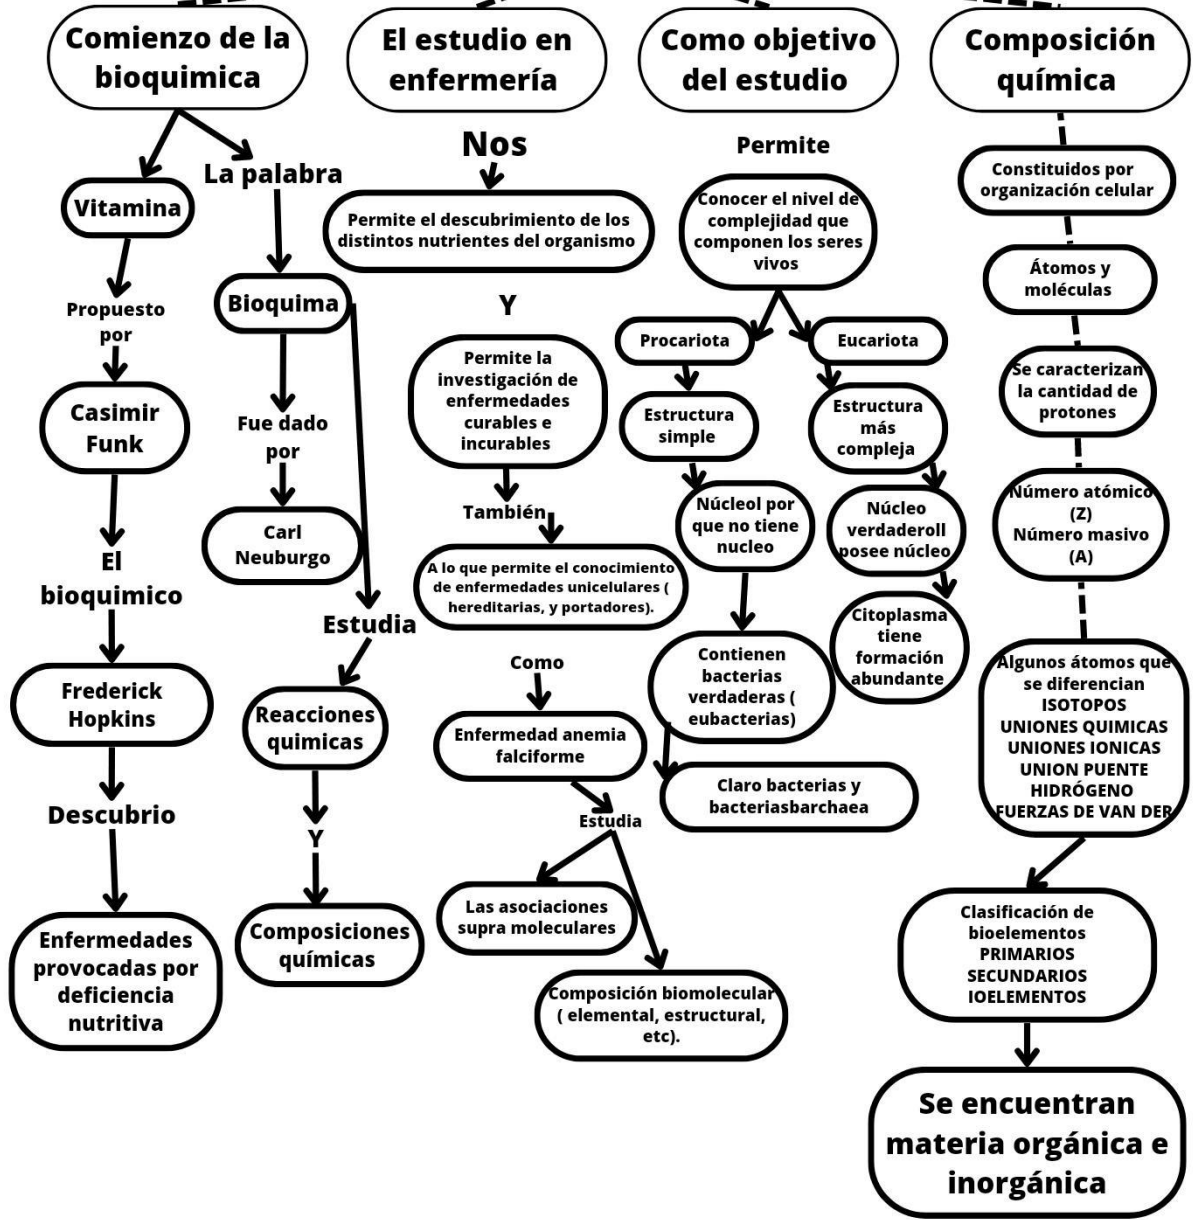 Comienzo de la
bioquimica
Vitamina
Propuesto
por
Casimir
Funk
El
bioquimico
Frederick
Hopkins
Descubrio
Enfermedades
provocadas por
deficiencia
nutritiva
La palabra
Bioquima
Fue dado
por
Carl
Neuburgo
Estudia
Reacciones
quimicas
Y
Composiciones
químicas
El estudio en
enfermería
Nos
Permite el descubrimiento de los
distintos nutrientes del organismo
Y
Permite la
investigación de
enfermedades
curables e
incurables
También
A lo que permite el conocimiento
de enfermedades unicelulares (
hereditarias, y portadores).
Como
Enfermedad anemia
falciforme
Estudia
Las asociaciones
supra moleculares
Composición biomolecular
( elemental, estructural,
etc).
Como objetivo
del estudio
Permite
Conocer el nivel de
complejidad que
componen los seres
vivos
Procariota
Estructura
simple
Núcleol por
que no tiene
nucleo
Contienen
bacterias
verdaderas (
eubacterias)
Claro bacterias y
bacteriasbarchaea
Eucariota
Estructura
más
compleja
Núcleo
verdaderoll
posee núcleo
Citoplasma
tiene
formación
abundante
Composición
química
Constituidos por
organización celular
Átomos y
moléculas
Se caracterizan
la cantidad de
protones
Número atómico
(Z)
Número masivo
(A)
Algunos átomos que
se diferencian
ISOTOPOS
UNIONES QUIMICAS
UNIONES IONICAS
UNION PUENTE
HIDRÓGENO
FUERZAS DE VAN DER
Clasificación de
bioelementos
PRIMARIOS
SECUNDARIOS
IOELEMENTOS
Se encuentran
materia orgánica e
inorgánica